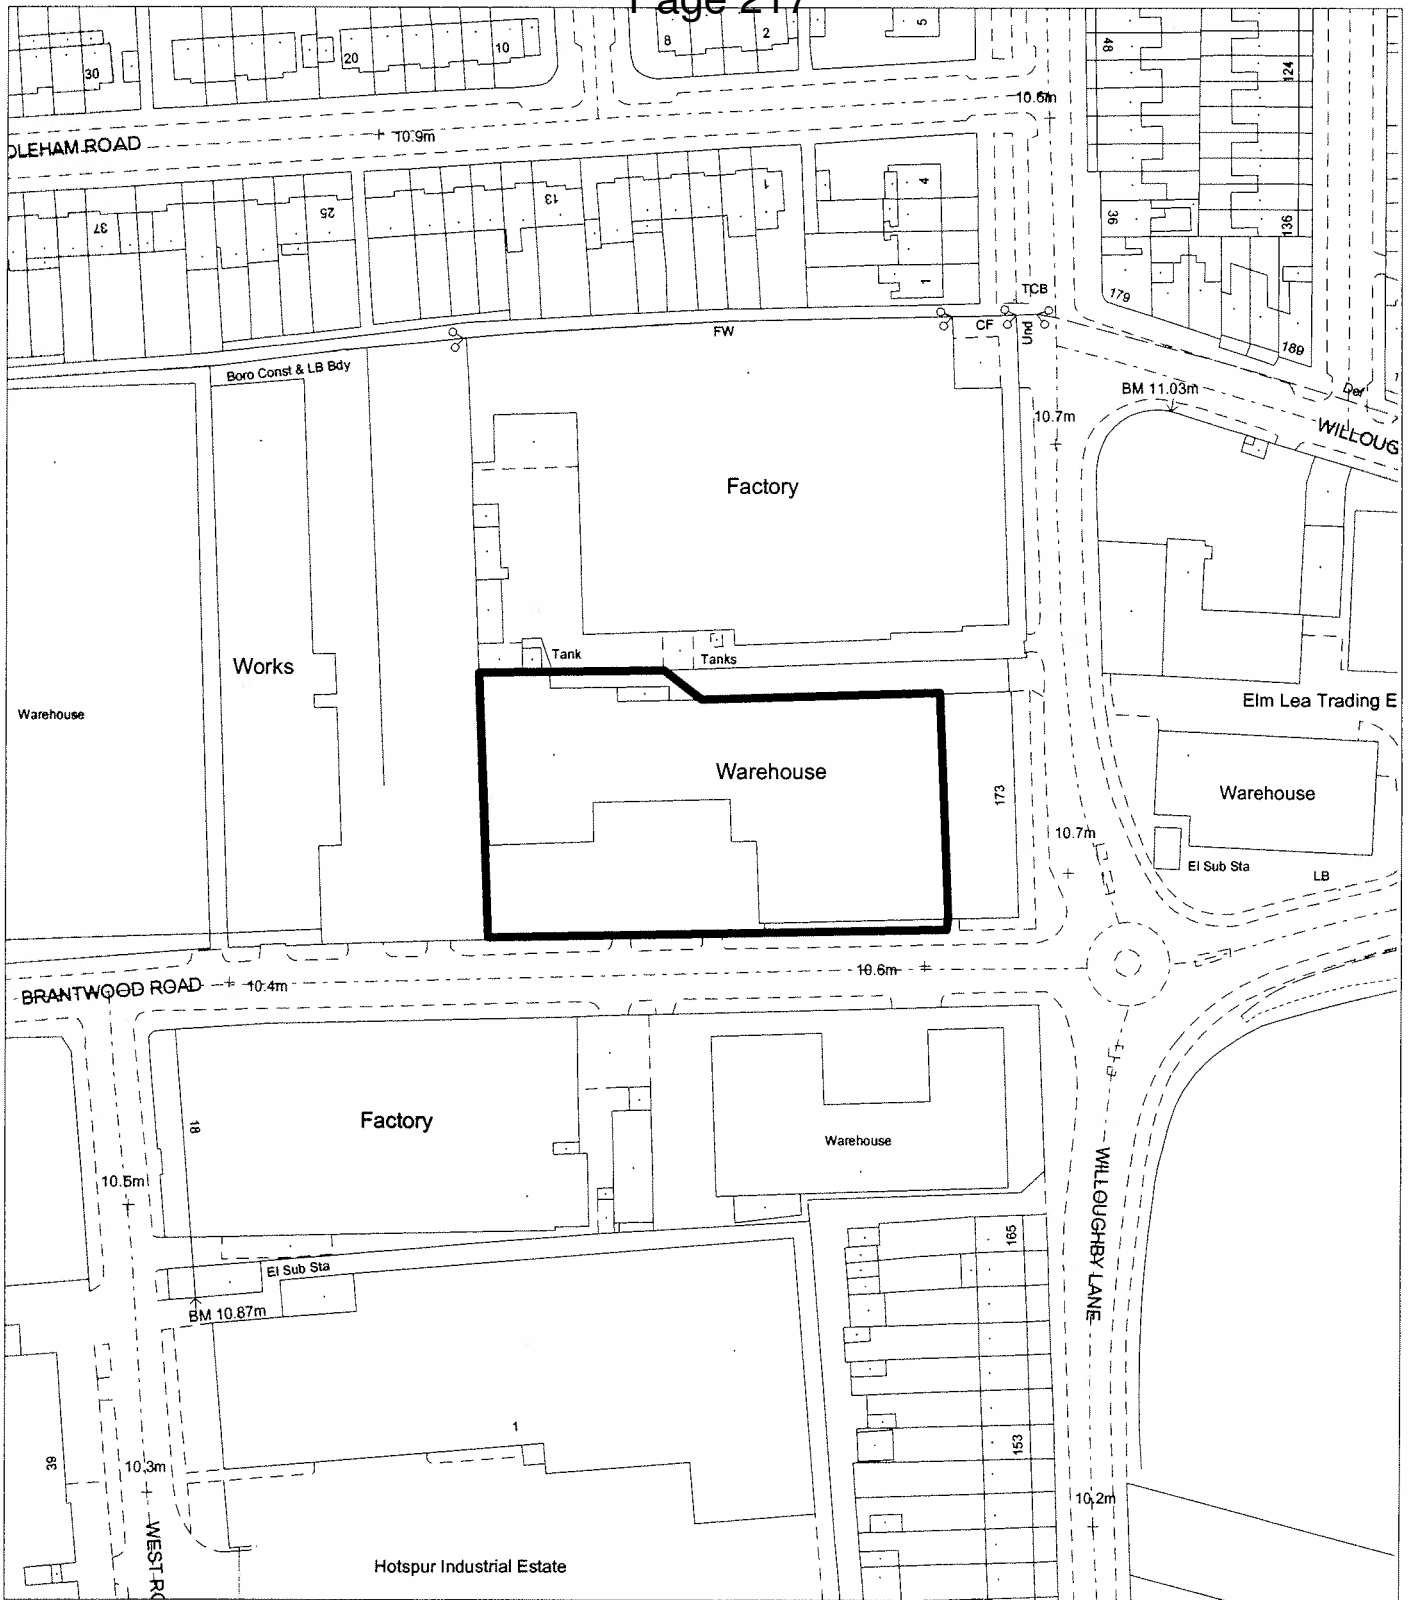 Page 217
30
20
10
8
2
5
48
124
10.6m
OLEHAM ROAD
10.9m
37
25
13
1
4
1
36
136
TCB
179
189
FW
CF
Und
Boro Const & LB Bdy
BM 11.03m
Def
WILLOUG
10.7m
Factory
Works
Tank
Tanks
Warehouse
Elm Lea Trading E
Warehouse
173
Warehouse
10.7m
El Sub Sta
LB
BRANTWOOD ROAD
10.4m
10.6m
18
Factory
Warehouse
10.5m
WILLOUGHBY LANE
165
El Sub Sta
BM 10.87m
1
153
39
10.3m
10.2m
WEST RO
Hotspur Industrial Estate